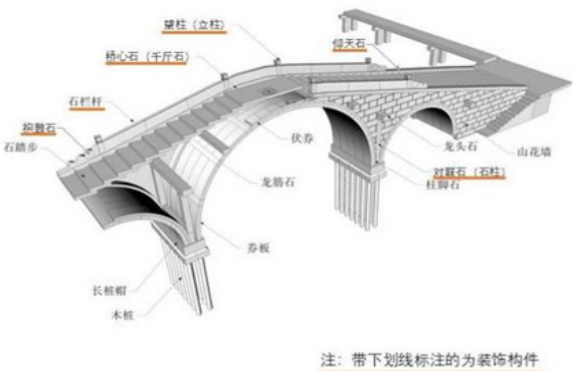 望柱(立柱)
桥心石(千斤石)
仰天石
石栏杆
抱鼓石
石踏步
伏券
龙头石
山花墙
龙筋石
对联石(石柱)
柱脚石
券板
长桩帽
木桩
注:带下划线标注的为装饰构件